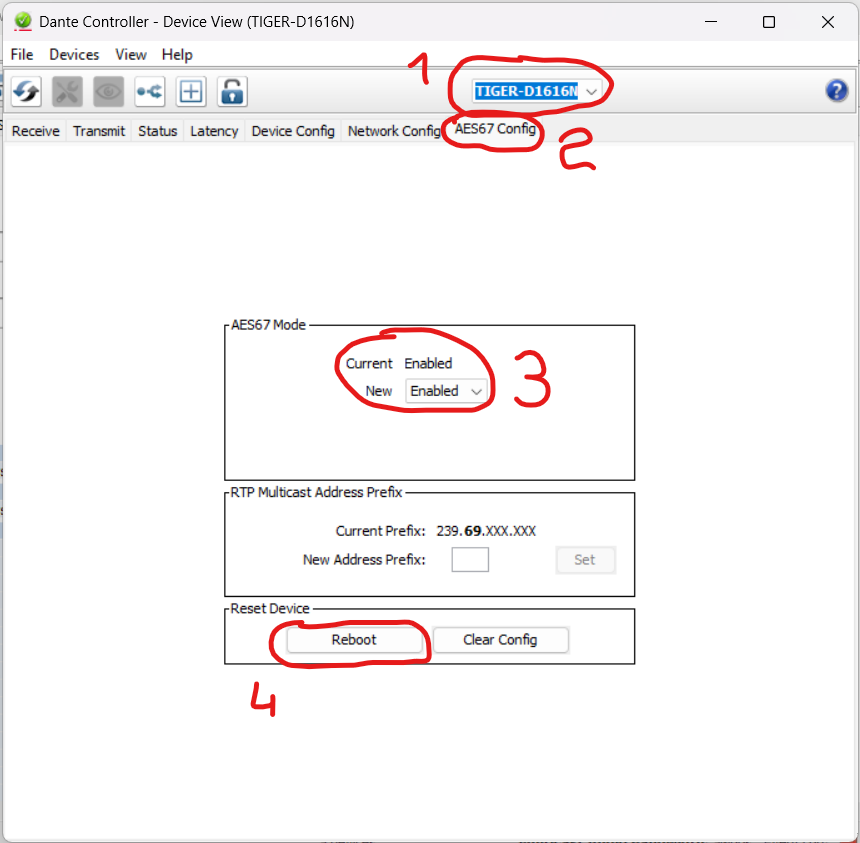 Dante Controller - Device View (TIGER-D1616N)
File Devices View Help
1
TIGER-D1616N
?
Receive Transmit Status Latency Device Config Network Config AES67 Config
2
AES67 Mode
Current Enabled
New Enabled
3
RTP Multicast Address Prefix
Current Prefix: 239.69.XXX.XXX
New Address Prefix: Set
Reset Device
Reboot Clear Config
4